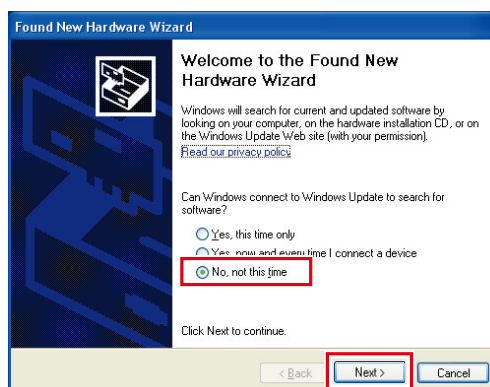 Found New Hardware Wizard
Welcome to the Found New
Hardware Wizard
Windows will search for current and updated software by
looking on your computer, on the hardware installation CD, or on
the Windows Update Web site (with your permission).
Read our privacy policy
Can Windows connect to Windows Update to search for
software?
Yes, this time only
Yes, now and every time I connect a device
No, not this time
Click Next to continue.
< Back
Next >
Cancel